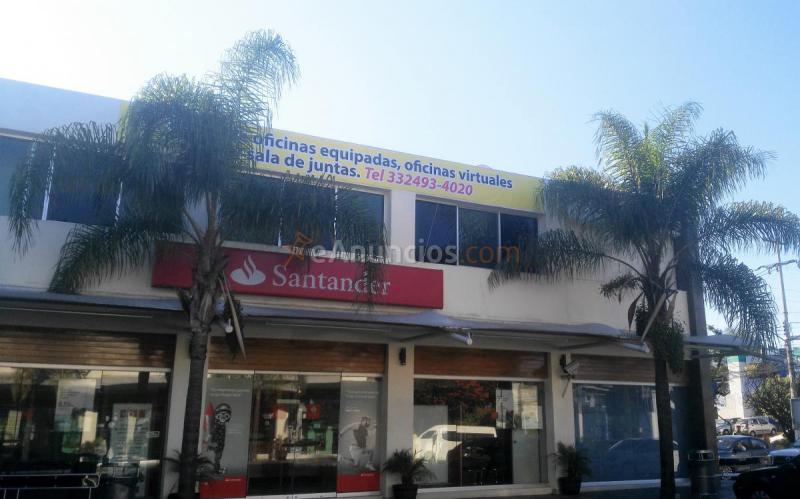 oficinas equipadas, oficinas virtuales
sala de juntas. Tel 332493-4020
eAnuncios.com
Santander